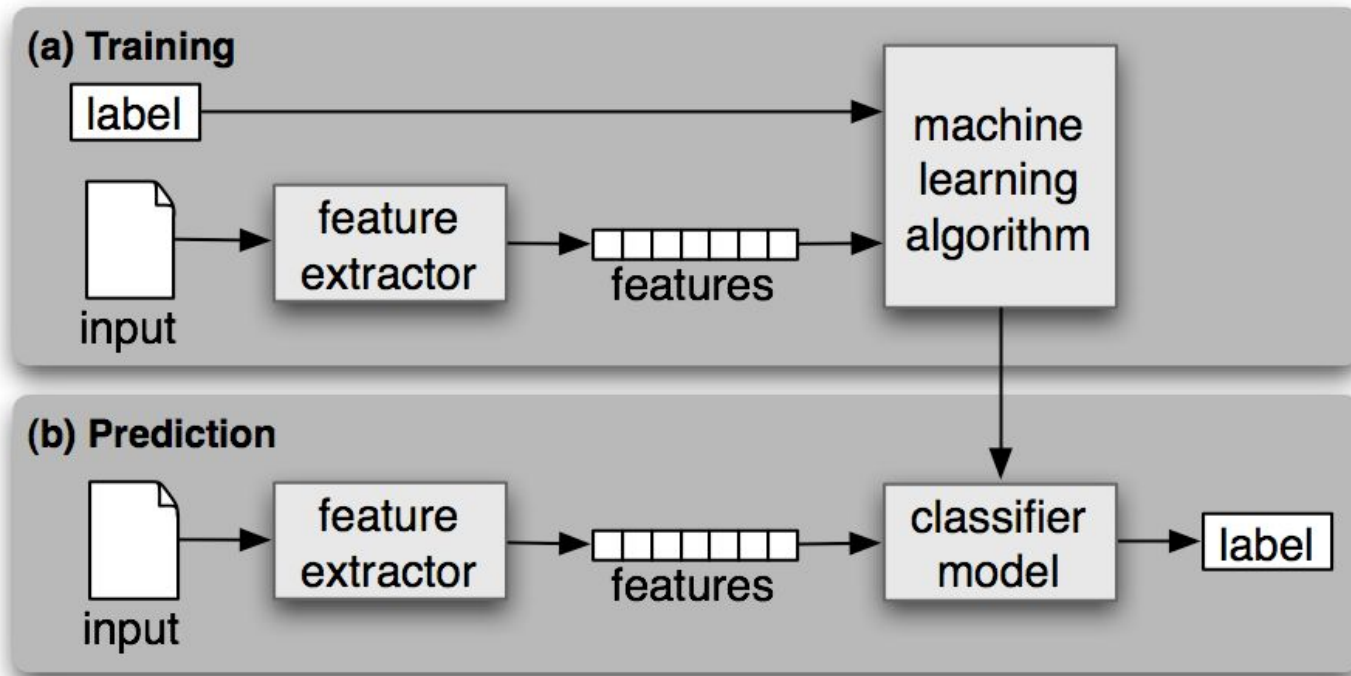 (a) Training
label
machine
learning
algorithm
feature
extractor
features
input
(b) Prediction
feature
extractor
features
input
classifier
model
label